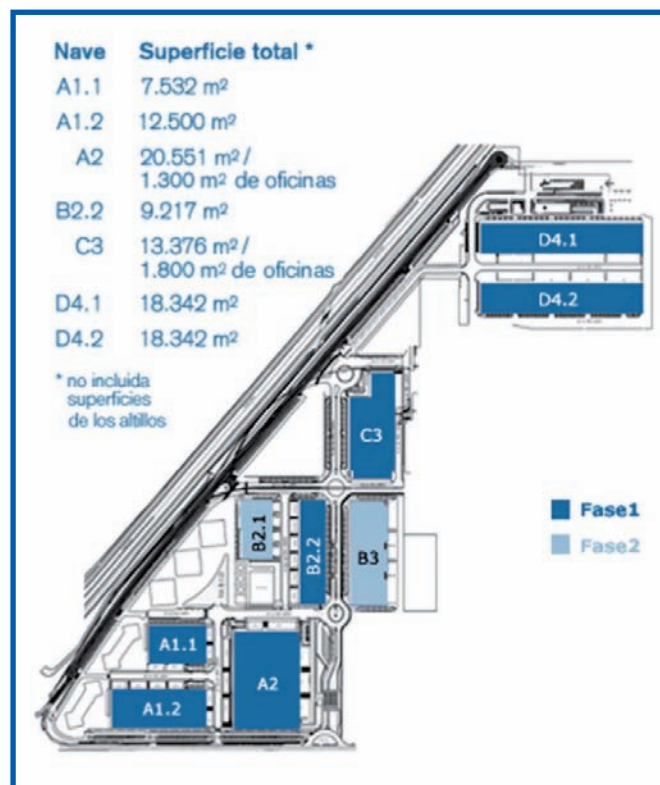 Nave Superficie total *
A1.1 7.532 m²
A1.2 12.500 m²
A2 20.551 m² /
1.300 m² de oficinas
B2.2 9.217 m²
C3 13.376 m² /
1.800 m² de oficinas
D4.1 18.342 m²
D4.2 18.342 m²
* no incluida
superficies
de los altillos
D4.1
D4.2
C3
Fase1
Fase2
B2.1
B2.2
B3
A1.1
A2
A1.2